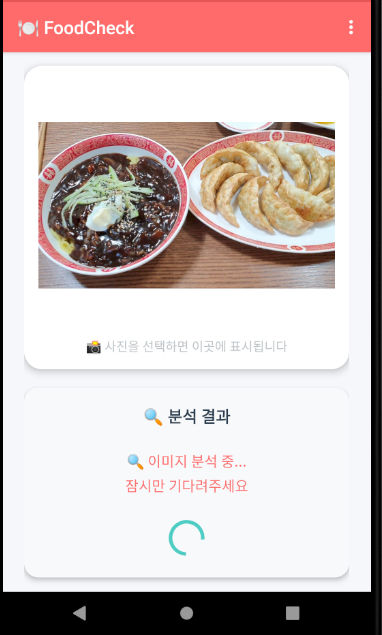 🍽️ FoodCheck
📸 사진을 선택하면 이곳에 표시됩니다
🔍 분석 결과
🔍 이미지 분석 중...
잠시만 기다려주세요